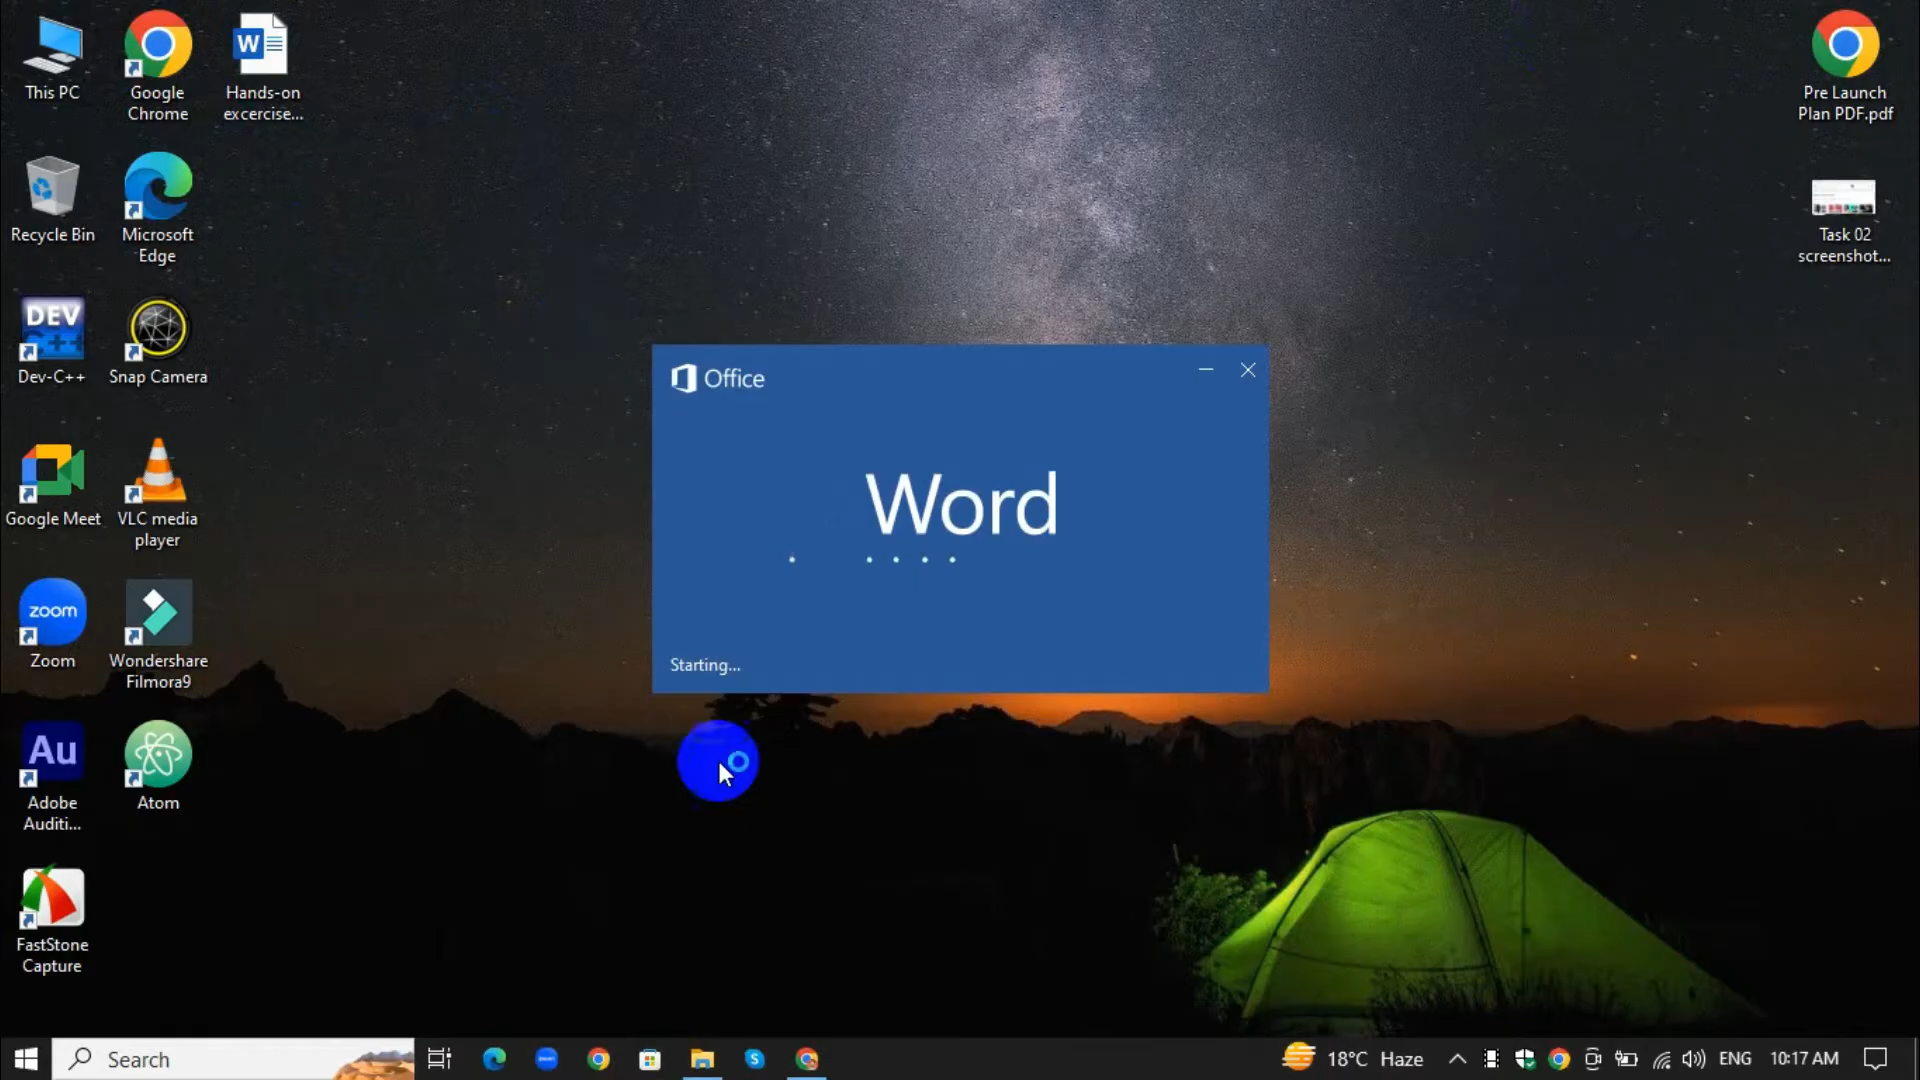 This PC
Google
Chrome
W
Hands-on
excercise...
Pre Launch
Plan PDF.pdf
Recycle Bin
Microsoft
Edge
Task 02
screenshot...
DEV
C++
Dev-C++
Snap Camera
Office
Word
Starting...
Google Meet
VLC media
player
zoom
Zoom
Wondershare
Filmora9
Au
Adobe
Auditi...
Atom
FastStone
Capture
Search
18°C Haze
ENG
10:17 AM